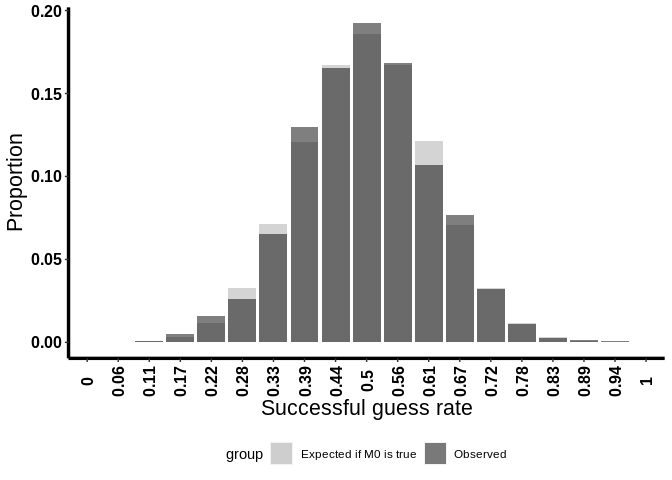 0.20
0.15
0.10
0.05
0.00
Proportion
0 0.06 0.11 0.17 0.22 0.28 0.33 0.39 0.44 0.5 0.56 0.61 0.67 0.72 0.78 0.83 0.89 0.94 1
Successful guess rate
group Expected if M0 is true Observed